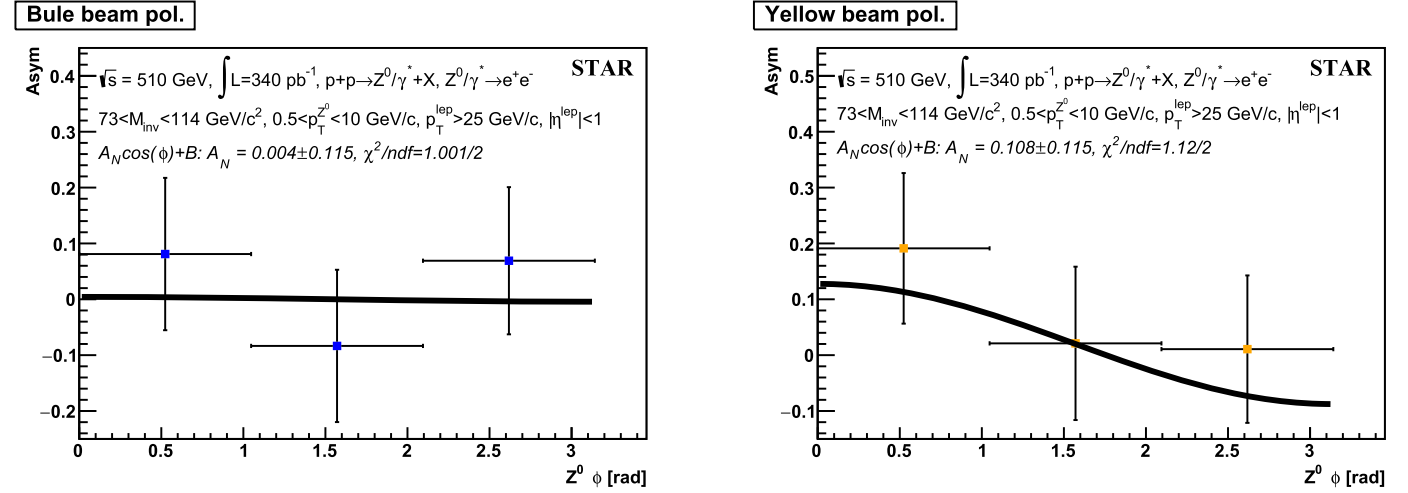 Bule beam pol.
Asym
√s = 510 GeV, ∫L=340 pb⁻¹, p+p→Z⁰/γ*+X, Z⁰/γ*→e⁺e⁻
STAR
73<M_inv<114 GeV/c², 0.5<p_T^Z⁰<10 GeV/c, p_T^lep>25 GeV/c, |η^lep|<1
A_N cos(ϕ)+B: A_N = 0.004±0.115, χ²/ndf=1.001/2
0.4
0.3
0.2
0.1
0
−0.1
−0.2
0 0.5 1 1.5 2 2.5 3
Z⁰ ϕ [rad]
Yellow beam pol.
Asym
√s = 510 GeV, ∫L=340 pb⁻¹, p+p→Z⁰/γ*+X, Z⁰/γ*→e⁺e⁻
STAR
73<M_inv<114 GeV/c², 0.5<p_T^Z⁰<10 GeV/c, p_T^lep>25 GeV/c, |η^lep|<1
A_N cos(ϕ)+B: A_N = 0.108±0.115, χ²/ndf=1.12/2
0.5
0.4
0.3
0.2
0.1
0
−0.1
0 0.5 1 1.5 2 2.5 3
Z⁰ ϕ [rad]